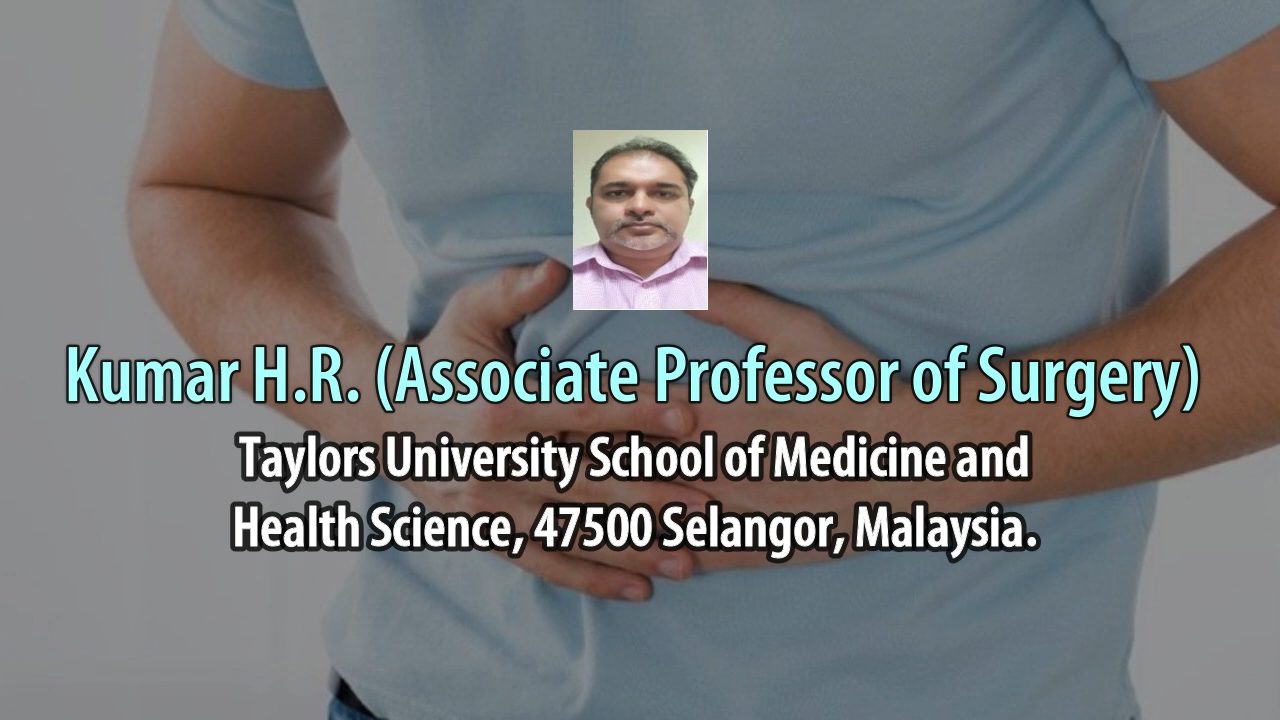 Kumar H.R. (Associate Professor of Surgery)
Taylors University School of Medicine and
Health Science, 47500 Selangor, Malaysia.